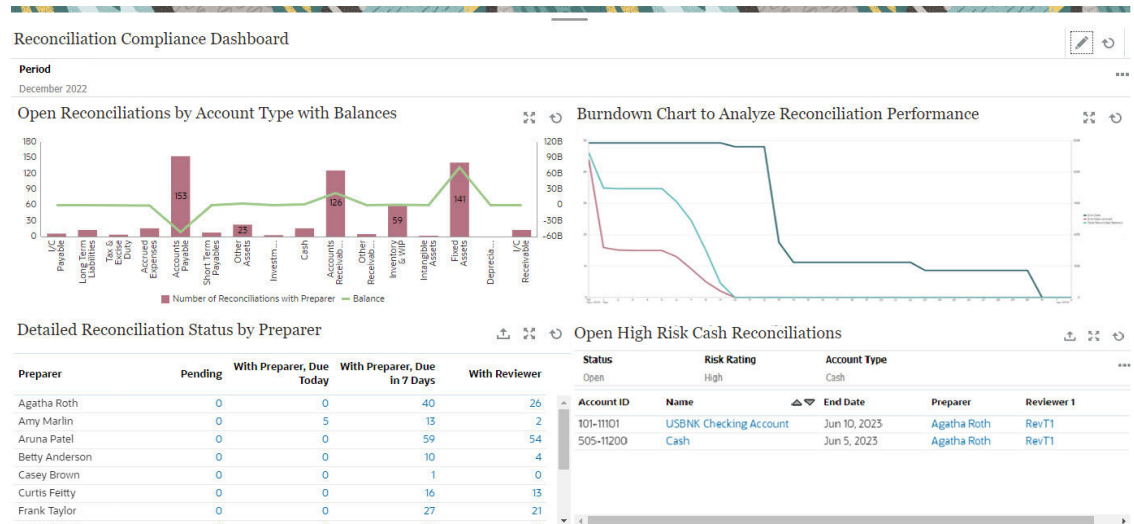 Reconciliation Compliance Dashboard
Period
December 2022
Open Reconciliations by Account Type with Balances
180
150
120
90
60
30
0
120B
90B
60B
30B
0
-30B
-60B
153
23
126
59
141
I/C Payable
Long Term Liabilities
Tax & Excise Duty
Accrued Expenses
Accounts Payable
Short Term Payables
Other Assets
Investm...
Cash
Accounts Receivab...
Other Receivab...
Inventory & WIP
Intangible Assets
Fixed Assets
Deprecia...
I/C Receivable
Number of Reconciliations with Preparer Balance
Burndown Chart to Analyze Reconciliation Performance
Detailed Reconciliation Status by Preparer
Preparer Pending With Preparer, Due Today With Preparer, Due in 7 Days With Reviewer
Agatha Roth 0 0 40 26
Amy Marlin 0 5 13 2
Aruna Patel 0 0 59 54
Betty Anderson 0 0 10 4
Casey Brown 0 0 1 0
Curtis Feitty 0 0 16 13
Frank Taylor 0 0 27 21
Open High Risk Cash Reconciliations
Status Risk Rating Account Type
Open High Cash
Account ID Name End Date Preparer Reviewer 1
101-11101 USBNK Checking Account Jun 10, 2023 Agatha Roth RevT1
505-11200 Cash Jun 5, 2023 Agatha Roth RevT1